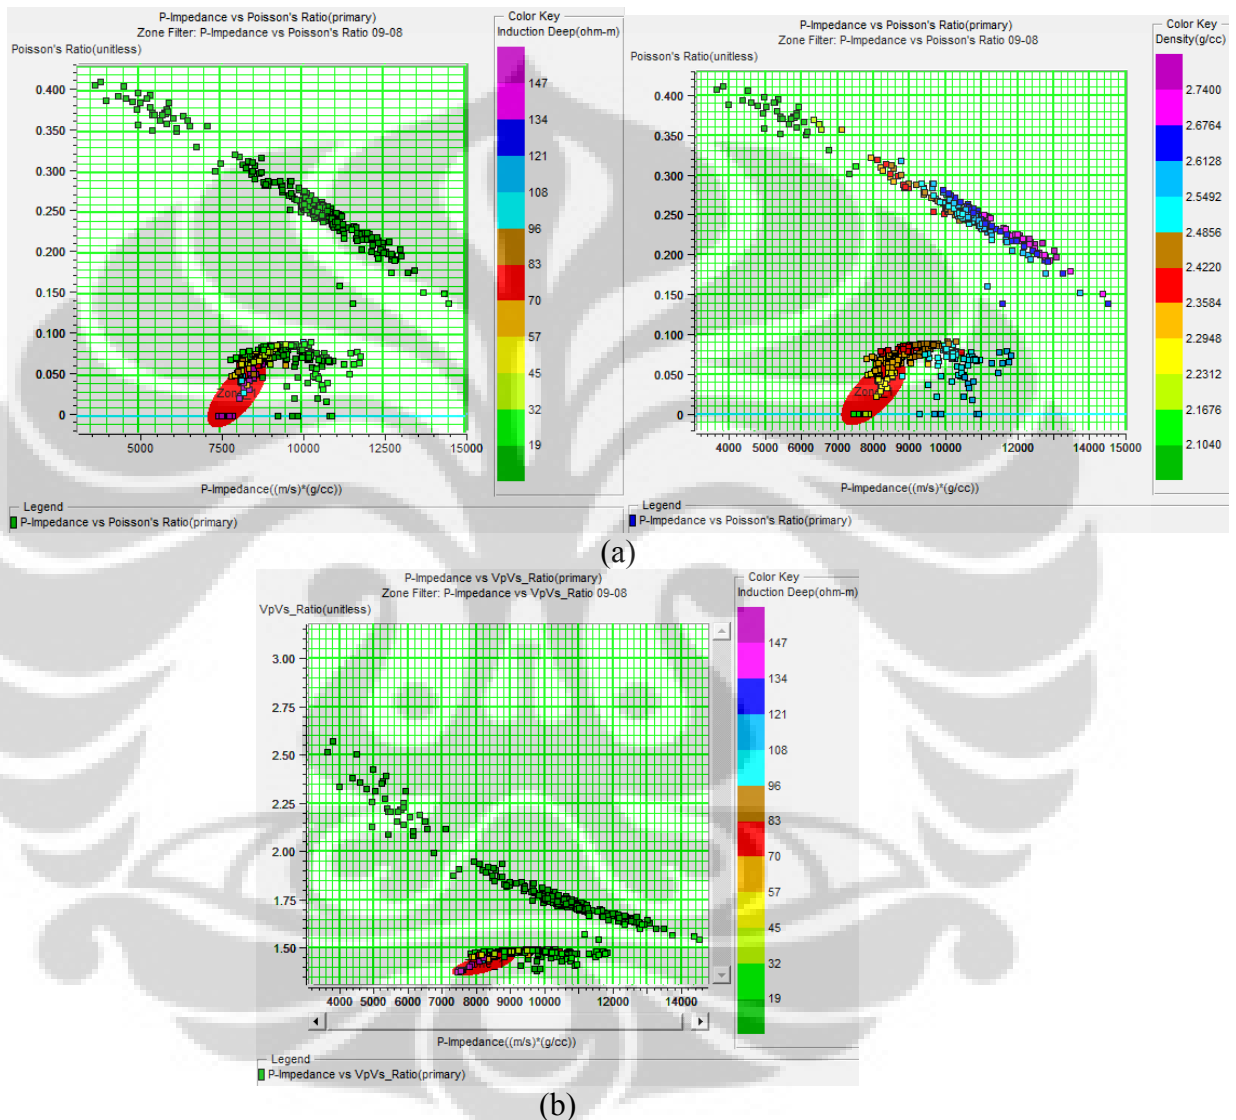 P-Impedance vs Poisson's Ratio(primary)
Zone Filter: P-Impedance vs Poisson's Ratio 09-08
Poisson's Ratio(unitless)
0.400
0.350
0.300
0.250
0.200
0.150
0.100
0.050
0
5000 7500 10000 12500 15000
P-Impedance((m/s)*(g/cc))
Legend
P-Impedance vs Poisson's Ratio(primary)
Color Key
Induction Deep(ohm-m)
147
134
121
108
96
83
70
57
45
32
19
P-Impedance vs Poisson's Ratio(primary)
Zone Filter: P-Impedance vs Poisson's Ratio 09-08
Poisson's Ratio(unitless)
0.400
0.350
0.300
0.250
0.200
0.150
0.100
0.050
0
4000 5000 6000 7000 8000 9000 10000 12000 13000 15000
P-Impedance((m/s)*(g/cc))
Legend
P-Impedance vs Poisson's Ratio(primary)
Color Key
Density(g/cc)
2.7400
2.6764
2.6128
2.5492
2.4856
2.4220
2.3584
2.2948
2.2312
2.1676
2.1040
(a)
P-Impedance vs VpVs_Ratio(primary)
Zone Filter: P-Impedance vs VpVs_Ratio 09-08
VpVs_Ratio(unitless)
3.00
2.75
2.50
2.25
2.00
1.75
1.50
4000 5000 6000 7000 8000 9000 10000 12000 14000
P-Impedance((m/s)*(g/cc))
Legend
P-Impedance vs VpVs_Ratio(primary)
Color Key
Induction Deep(ohm-m)
147
134
121
108
96
83
70
57
45
32
19
(b)